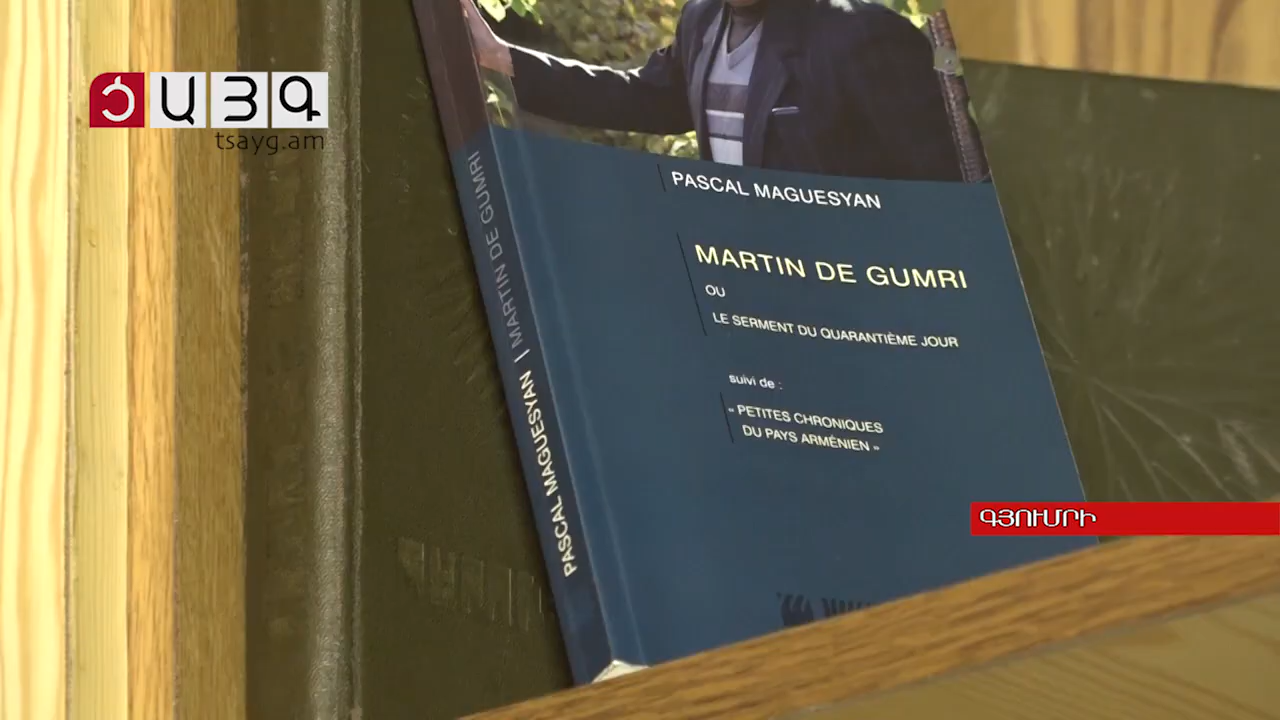 ՑԱՅԳ
tsayg.am
PASCAL MAGUESYAN
MARTIN DE GUMRI
OU
LE SERMENT DU QUARANTIÈME JOUR
suivi de :
« PETITES CHRONIQUES
DU PAYS ARMÉNIEN »
PASCAL MAGUESYAN | MARTIN DE GUMRI
ԳՅՈՒՄՐԻ